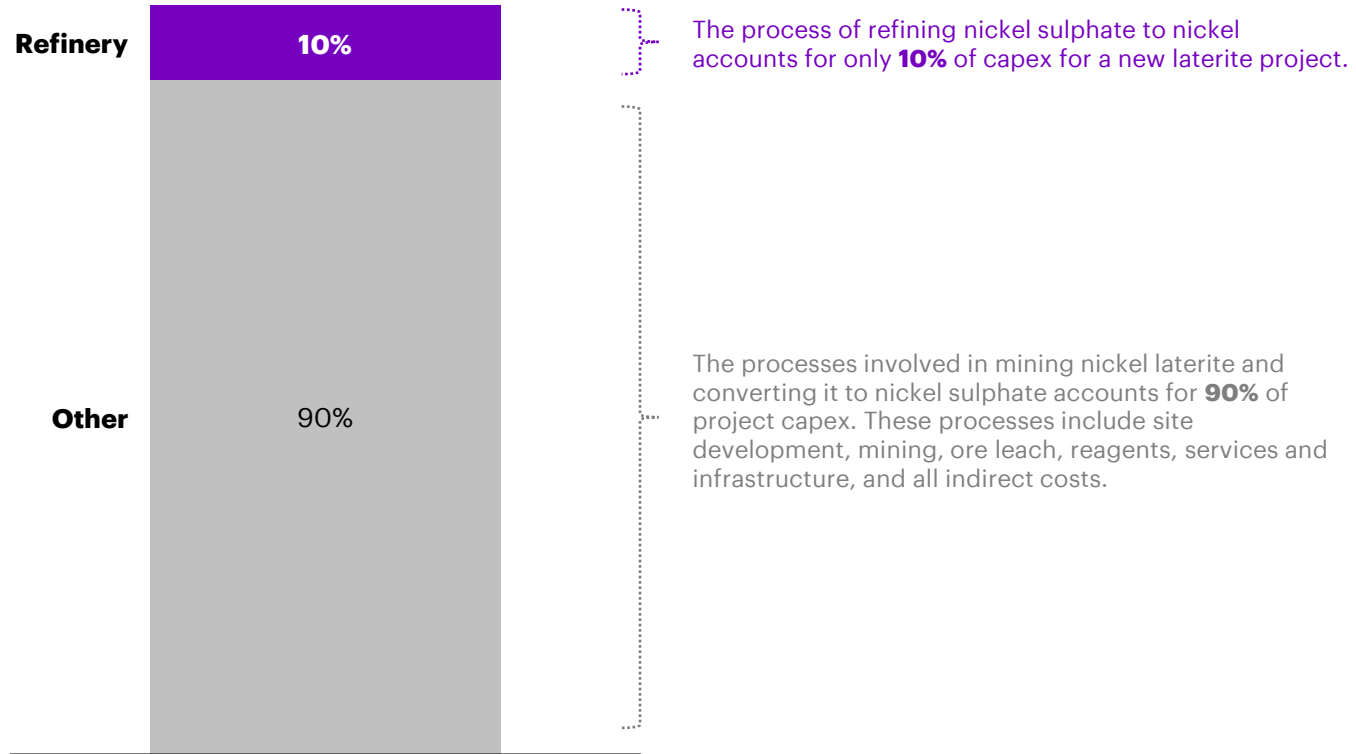 Refinery
10%
The process of refining nickel sulphate to nickel
accounts for only 10% of capex for a new laterite project.
Other
90%
The processes involved in mining nickel laterite and
converting it to nickel sulphate accounts for 90% of
project capex. These processes include site
development, mining, ore leach, reagents, services and
infrastructure, and all indirect costs.